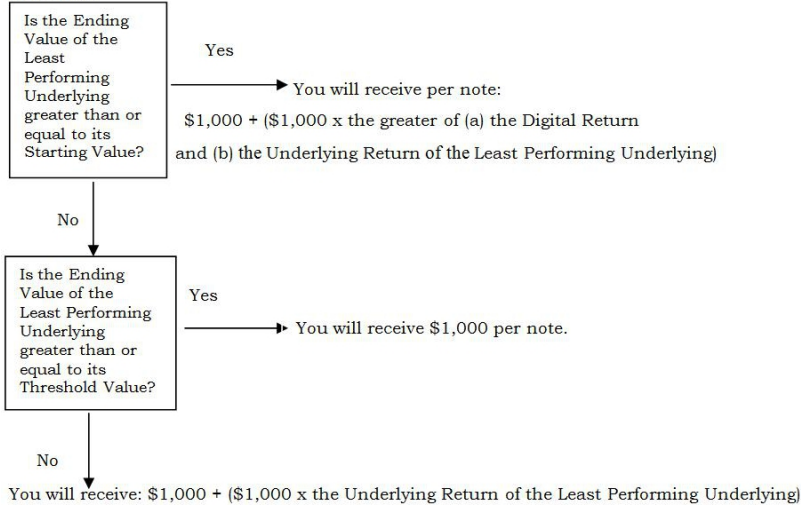 Is the Ending
Value of the
Least
Performing
Underlying
greater than or
equal to its
Starting Value?
Yes
You will receive per note:
$1,000 + ($1,000 x the greater of (a) the Digital Return
and (b) the Underlying Return of the Least Performing Underlying)
No
Is the Ending
Value of the
Least Performing
Underlying
greater than or
equal to its
Threshold Value?
Yes
You will receive $1,000 per note.
No
You will receive: $1,000 + ($1,000 x the Underlying Return of the Least Performing Underlying)